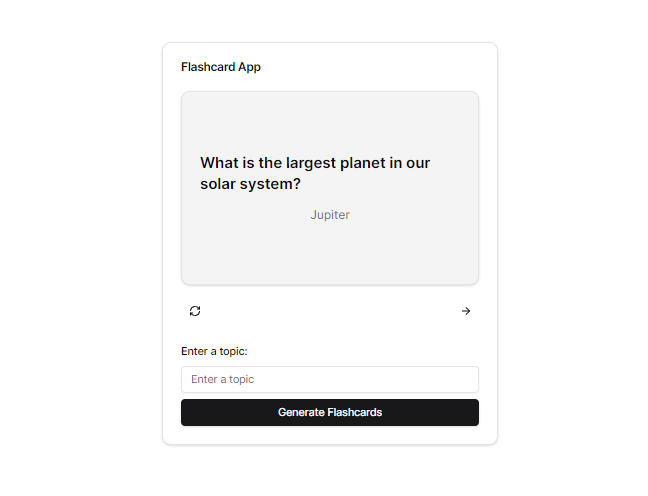 Flashcard App
What is the largest planet in our
solar system?
Jupiter
Enter a topic:
Enter a topic
Generate Flashcards